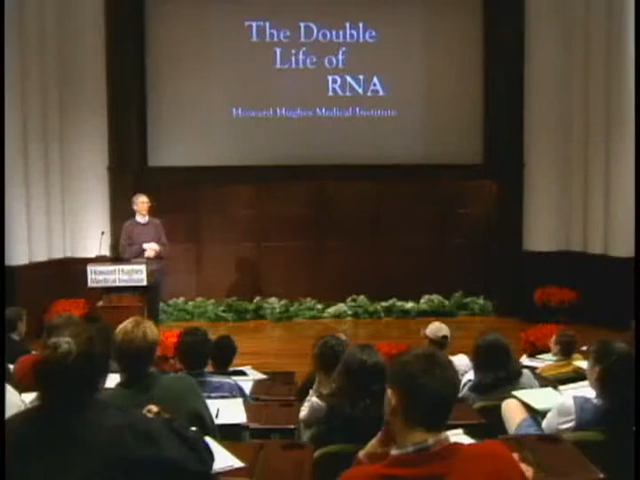 The Double
Life of
RNA
Howard Hughes Medical Institute
Howard Hughes
Medical Institute